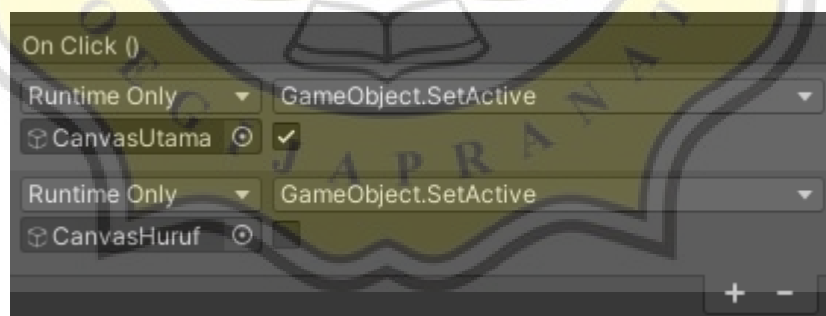 On Click ()
Runtime Only GameObject.SetActive
CanvasUtama
Runtime Only GameObject.SetActive
CanvasHuruf
+ -